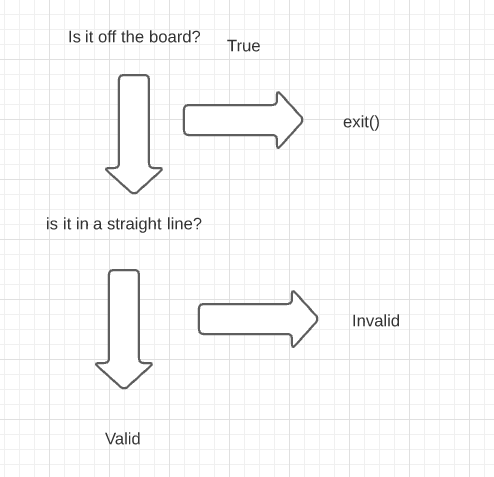 Is it off the board?
True
exit()
is it in a straight line?
Invalid
Valid